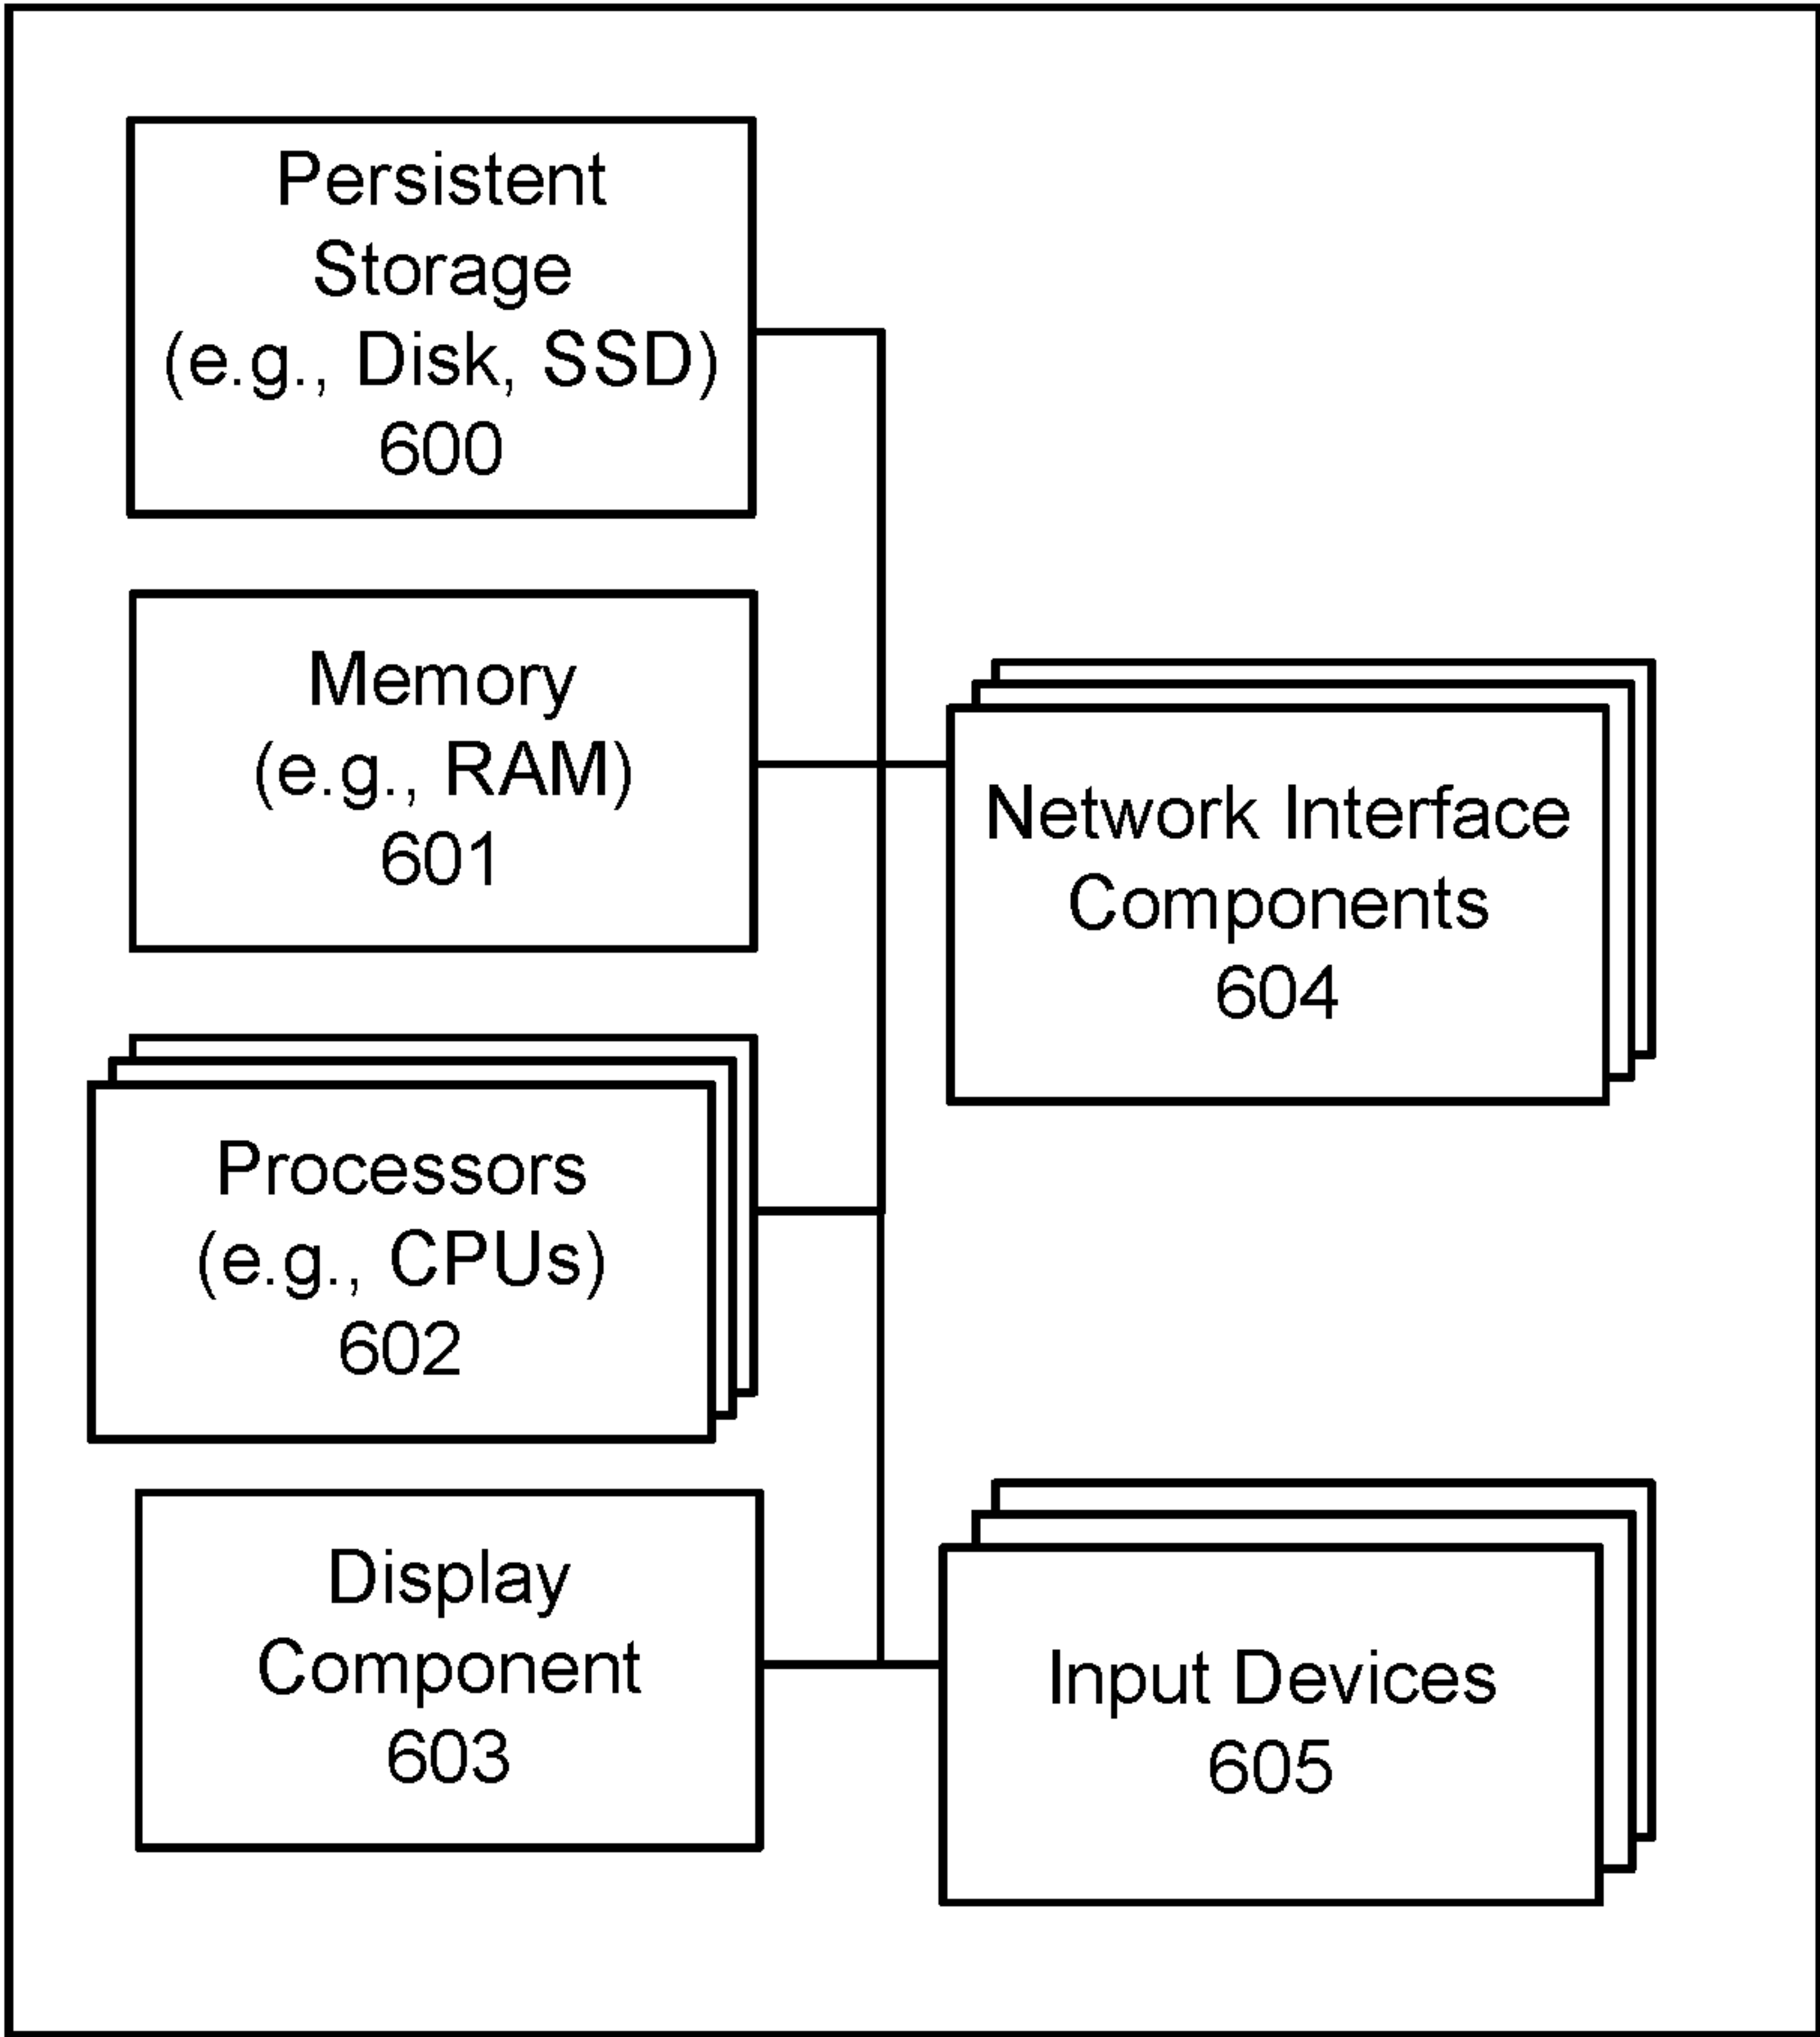 Persistent
Storage
(e.g., Disk, SSD)
600
Memory
(e.g., RAM)
601
Processors
(e.g., CPUs)
602
Display
Component
603
Network Interface
Components
604
Input Devices
605